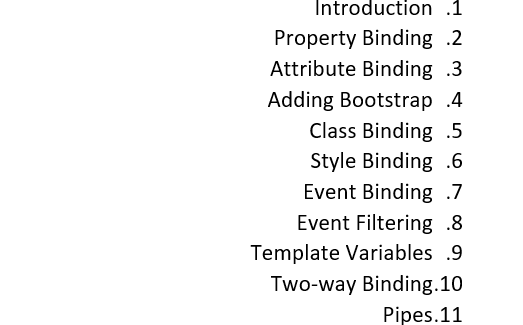 Introduction .1
Property Binding .2
Attribute Binding .3
Adding Bootstrap .4
Class Binding .5
Style Binding .6
Event Binding .7
Event Filtering .8
Template Variables .9
Two-way Binding.10
Pipes.11